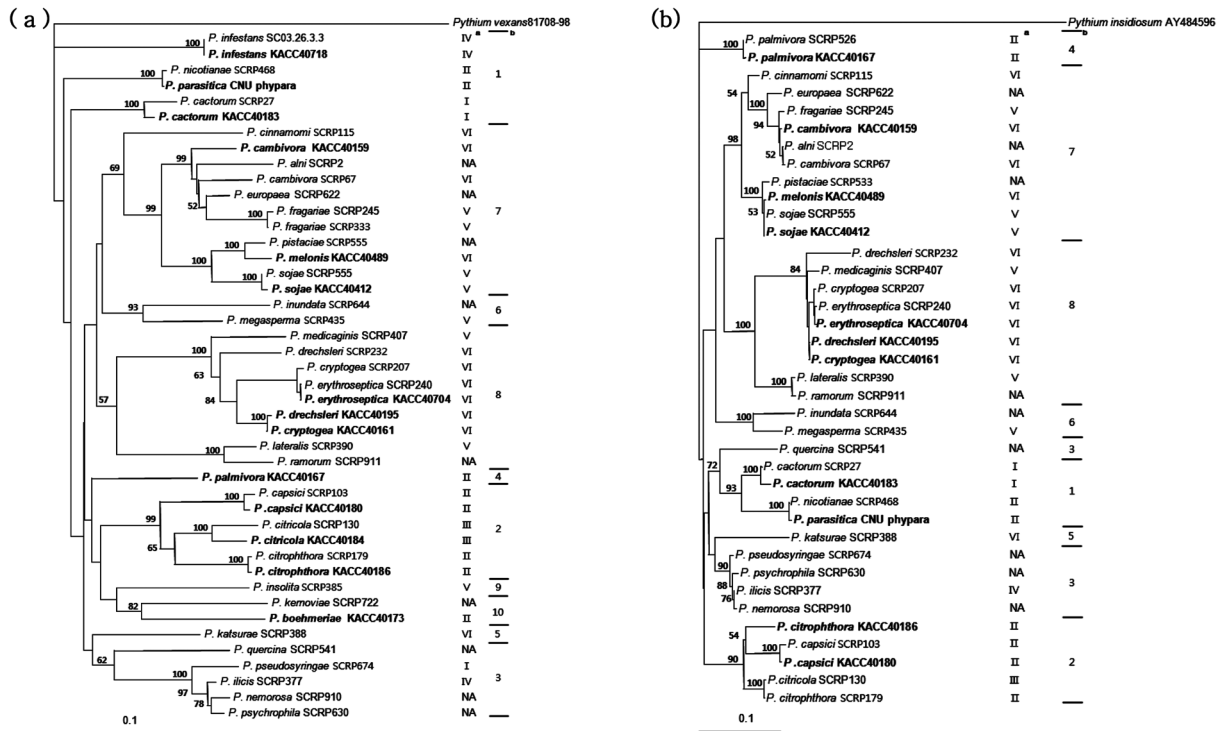 (a)
Pythium vexans81708-98
a b
P. infestans SC03.26.3.3 IV
100
P. infestans KACC40718 IV
1
P. nicotianae SCRP468 II
100
P. parasitica CNU phypara II
P. cactorum SCRP27 I
100
P. cactorum KACC40183 I
P. cinnamomi SCRP115 VI
P. cambivora KACC40159 VI
99
69
P. alni SCRP2 NA
P. cambivora SCRP67 VI
P. europaea SCRP622 NA
52
P. fragariae SCRP245 V
7
100
99
P. fragariae SCRP333 V
P. pistaciae SCRP555 NA
100
P. melonis KACC40489 VI
100
P. sojae SCRP555 V
100
P. sojae KACC40412 V
P. inundata SCRP644 NA
93
6
P. megasperma SCRP435 V
P. medicaginis SCRP407 V
100
P. drechsleri SCRP232 VI
63
P. cryptogea SCRP207 VI
P. erythroseptica SCRP240 VI
84
8
57
P. erythroseptica KACC40704 VI
P. drechsleri KACC40195 VI
100
P. cryptogea KACC40161 VI
P. lateralis SCRP390 V
100
P. ramorum SCRP911 NA
P. palmivora KACC40167 II 4
P. capsici SCRP103 II
100
P .capsici KACC40180 II
99
P. citricola SCRP130 III
2
100
P. citricola KACC40184 III
65
P. citrophthora SCRP179 II
100
P. citrophthora KACC40186 II
P. insolita SCRP385 V 9
P. kernoviae SCRP722 NA
82
10
P. boehmeriae KACC40173 II
P. katsurae SCRP388 VI 5
P. quercina SCRP541 NA
62
P. pseudosyringae SCRP674 I
100
P. ilicis SCRP377 IV
3
97
P. nemorosa SCRP910 NA
78
P. psychrophila SCRP630 NA
0.1
(b)
Pythium insidiosum AY484596
a b
P. palmivora SCRP526 II
100
4
P. palmivora KACC40167 II
P. cinnamomi SCRP115 VI
54
P. europaea SCRP622 NA
100
P. fragariae SCRP245 V
94
P. cambivora KACC40159 VI
98
P. alni SCRP2 NA
7
52
P. cambivora SCRP67 VI
P. pistaciae SCRP533 NA
100
P. melonis KACC40489 VI
53
P. sojae SCRP555 V
P. sojae KACC40412 V
P. drechsleri SCRP232 VI
84
P. medicaginis SCRP407 V
P. cryptogea SCRP207 VI
P. erythroseptica SCRP240 VI
8
P. erythroseptica KACC40704 VI
100
P. drechsleri KACC40195 VI
P. cryptogea KACC40161 VI
P. lateralis SCRP390 V
100
P. ramorum SCRP911 NA
P. inundata SCRP644 NA
6
P. megasperma SCRP435 V
P. quercina SCRP541 NA 3
72
P. cactorum SCRP27 I
100
P. cactorum KACC40183 I
93
1
P. nicotianae SCRP468 II
100
P. parasitica CNU phypara II
P. katsurae SCRP388 VI 5
P. pseudosyringae SCRP674 NA
90
P. psychrophila SCRP630 NA
88
3
P. ilicis SCRP377 IV
76
P. nemorosa SCRP910 NA
P. citrophthora KACC40186 II
54
P. capsici SCRP103 II
100
90
P .capsici KACC40180 II
2
P. citricola SCRP130 III
100
P. citrophthora SCRP179 II
0.1